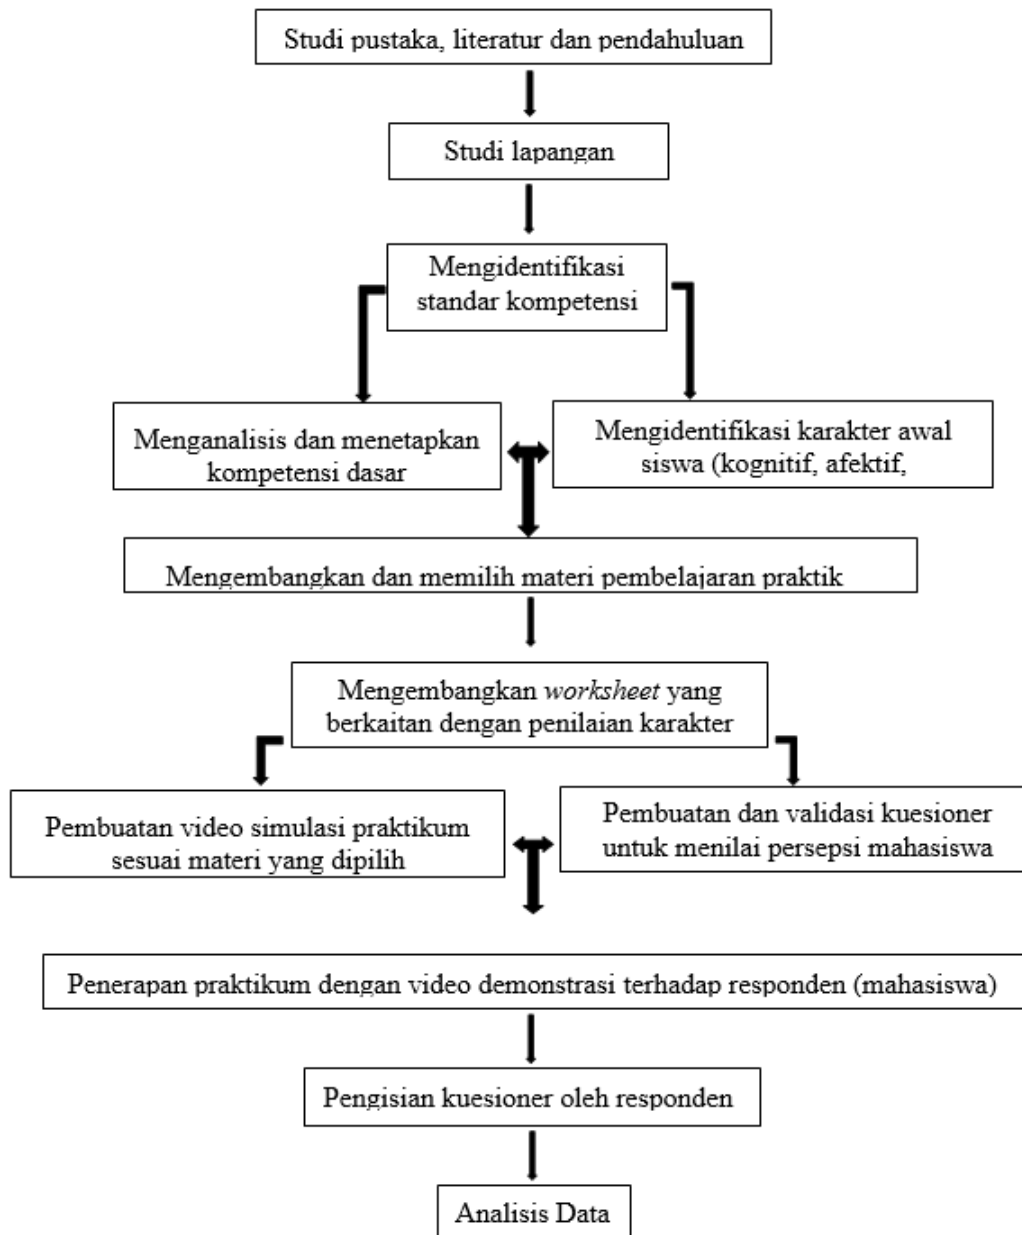 Studi pustaka, literatur dan pendahuluan
Studi lapangan
Mengidentifikasi
standar kompetensi
Menganalisis dan menetapkan
kompetensi dasar
Mengidentifikasi karakter awal
siswa (kognitif, afektif,
Mengembangkan dan memilih materi pembelajaran praktik
Mengembangkan worksheet yang
berkaitan dengan penilaian karakter
Pembuatan video simulasi praktikum
sesuai materi yang dipilih
Pembuatan dan validasi kuesioner
untuk menilai persepsi mahasiswa
Penerapan praktikum dengan video demonstrasi terhadap responden (mahasiswa)
Pengisian kuesioner oleh responden
Analisis Data